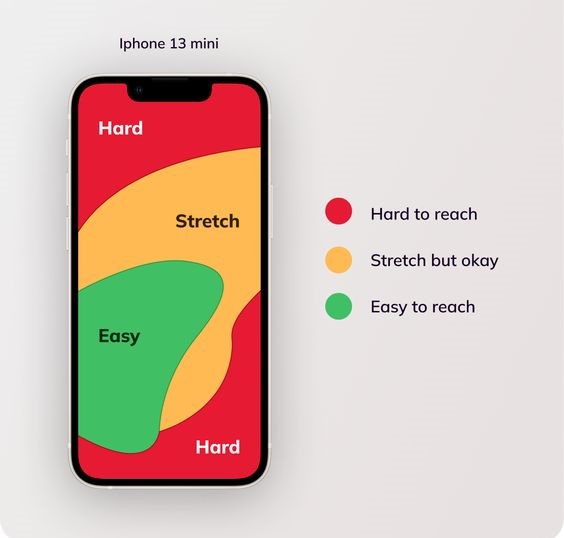 Iphone 13 mini
Hard
Stretch
Easy
Hard
Hard to reach
Stretch but okay
Easy to reach